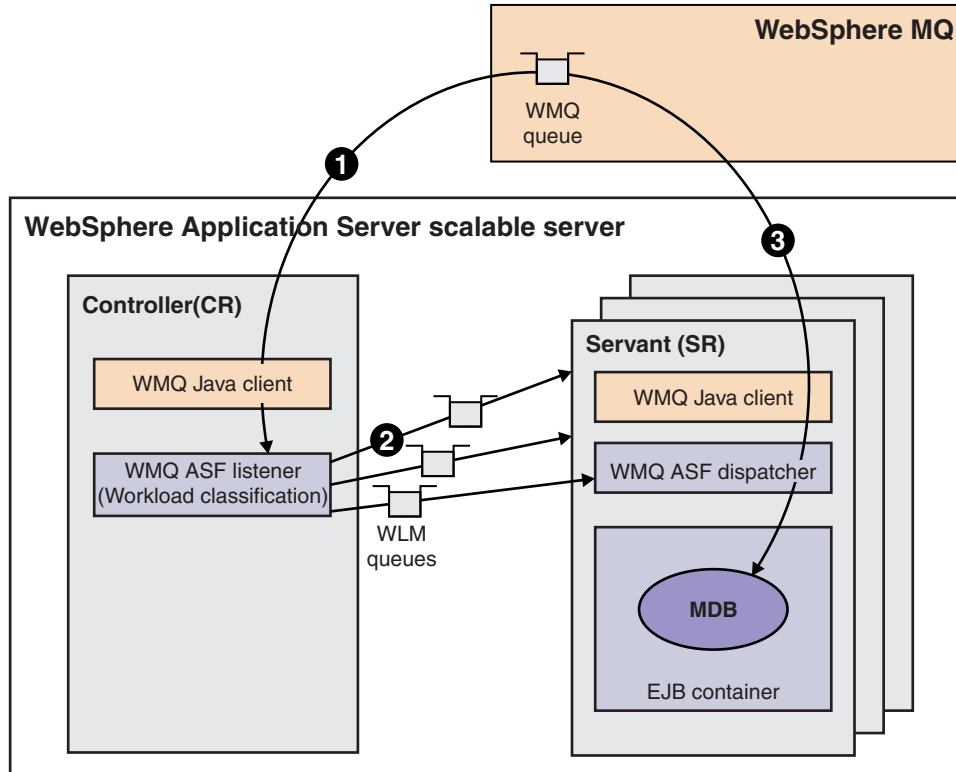 WebSphere MQ
WMQ
queue
1
WebSphere Application Server scalable server
3
Controller(CR)
Servant (SR)
WMQ Java client
WMQ Java client
2
WMQ ASF listener
(Workload classification)
WMQ ASF dispatcher
WLM
queues
MDB
EJB container